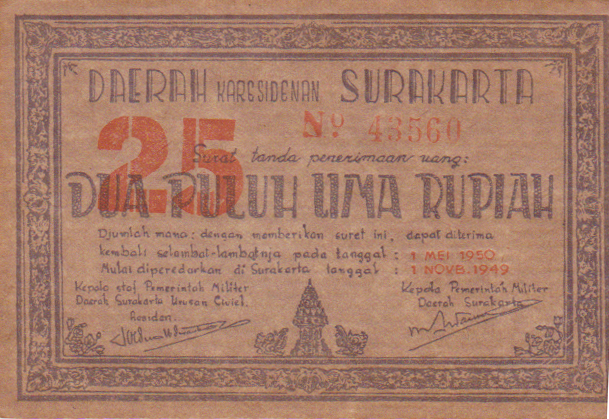 DAERAH KARESIDENAN SURAKARTA
25
No 43560
Surat tanda penerimaan uang:
DUA PULUH LIMA RUPIAH
Djumlah mana: dengan memberikan suret ini, dapat diterima
kembali selambat-lambatnja pada tanggal : 1 MEI 1950
Mulai diperedarkan di Surakarta tanggal : 1 NOVB. 1949
Kepala staf Pemerintah Militer
Daerah Surakarta Urusan Civiel.
Residen.
Kepala Pemerintah Militer
Daerah Surakarta